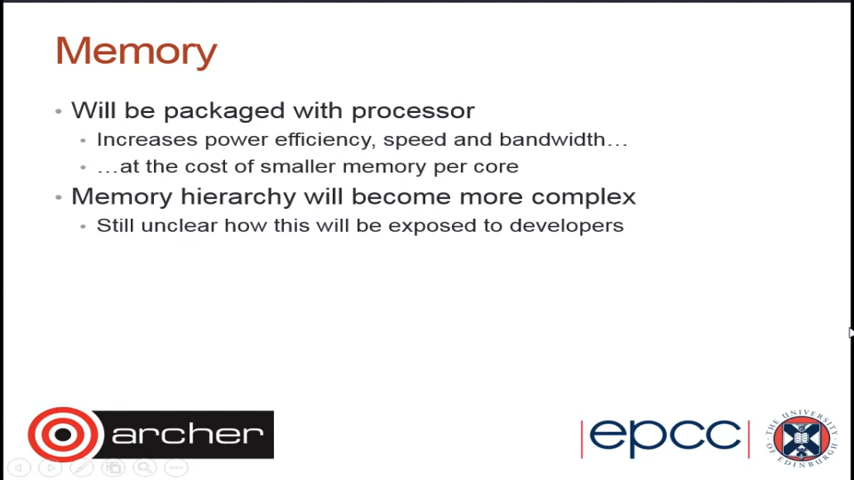 Memory
• Will be packaged with processor
• Increases power efficiency, speed and bandwidth…
• …at the cost of smaller memory per core
• Memory hierarchy will become more complex
• Still unclear how this will be exposed to developers
archer
epcc
THE UNIVERSITY OF EDINBURGH